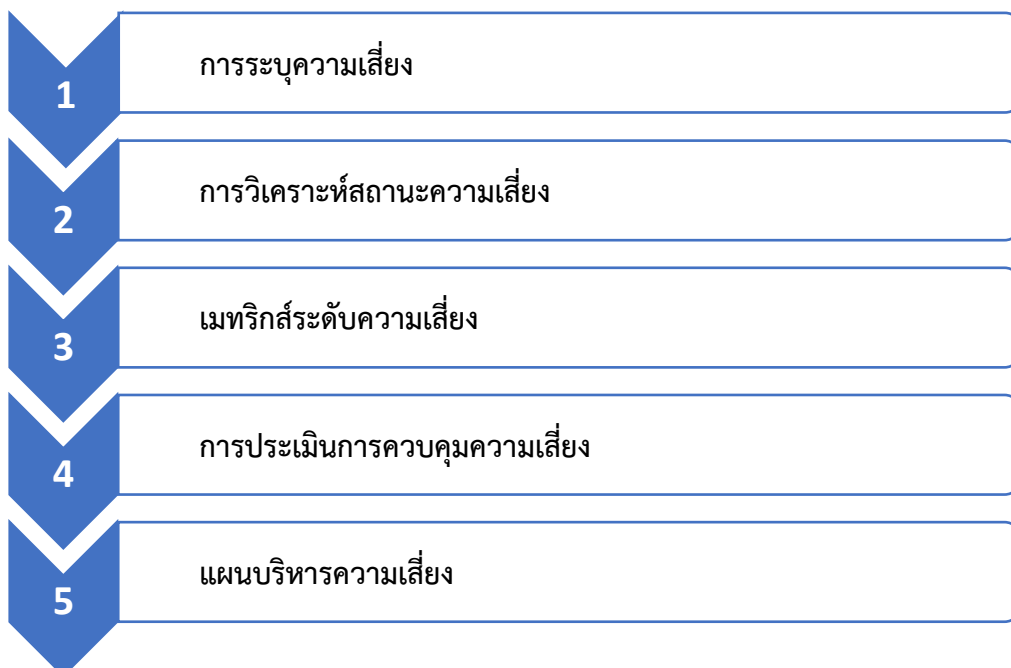 1
การระบุความเสี่ยง
2
การวิเคราะห์สถานะความเสี่ยง
3
เมทริกส์ระดับความเสี่ยง
4
การประเมินการควบคุมความเสี่ยง
5
แผนบริหารความเสี่ยง